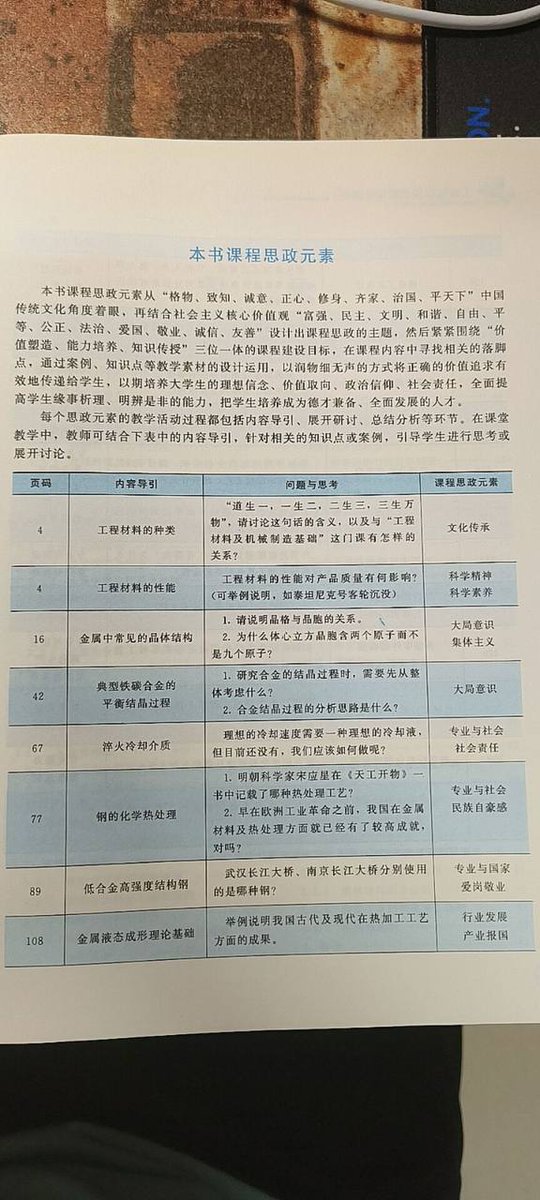 ON.
本书课程思政元素
本书课程思政元素从“格物、致知、诚意、正心、修身、齐家、治国、平天下”中国
传统文化角度着眼，再结合社会主义核心价值观“富强、民主、文明、和谐、自由、平
等、公正、法治、爱国、敬业、诚信、友善”设计出课程思政的主题，然后紧紧围绕“价
值塑造、能力培养、知识传授”三位一体的课程建设目标，在课程内容中寻找相关的落脚
点，通过案例、知识点等教学素材的设计运用，以润物细无声的方式将正确的价值追求有
效地传递给学生，以期培养大学生的理想信念、价值取向、政治信仰、社会责任，全面提
高学生缘事析理、明辨是非的能力，把学生培养成为德才兼备、全面发展的人才。
每个思政元素的教学活动过程都包括内容导引、展开研讨、总结分析等环节。在课堂
教学中，教师可结合下表中的内容导引，针对相关的知识点或案例，引导学生进行思考或
展开讨论。
页码 内容导引 问题与思考 课程思政元素
4 工程材料的种类
“道生一，一生二，二生三，三生万
物”，请讨论这句话的含义，以及与“工程
材料及机械制造基础”这门课有怎样的
关系？
文化传承
4 工程材料的性能
工程材料的性能对产品质量有何影响？
（可举例说明，如泰坦尼克号客轮沉没）
科学精神
科学素养
16 金属中常见的晶体结构
1. 请说明晶格与晶胞的关系。
2. 为什么体心立方晶胞含两个原子而不
是九个原子？
大局意识
集体主义
42
典型铁碳合金的
平衡结晶过程
1. 研究合金的结晶过程时，需要先从整
体考虑什么？
2. 合金结晶过程的分析思路是什么？
大局意识
67 淬火冷却介质
理想的冷却速度需要一种理想的冷却液，
但目前还没有，我们应该如何做呢？
专业与社会
社会责任
77 钢的化学热处理
1. 明朝科学家宋应星在《天工开物》一
书中记载了哪种热处理工艺？
2. 早在欧洲工业革命之前，我国在金属
材料及热处理方面就已经有了较高成就，
对吗？
专业与社会
民族自豪感
89 低合金高强度结构钢
武汉长江大桥、南京长江大桥分别使用
的是哪种钢？
专业与国家
爱岗敬业
108 金属液态成形理论基础
举例说明我国古代及现代在热加工工艺
方面的成果。
行业发展
产业报国